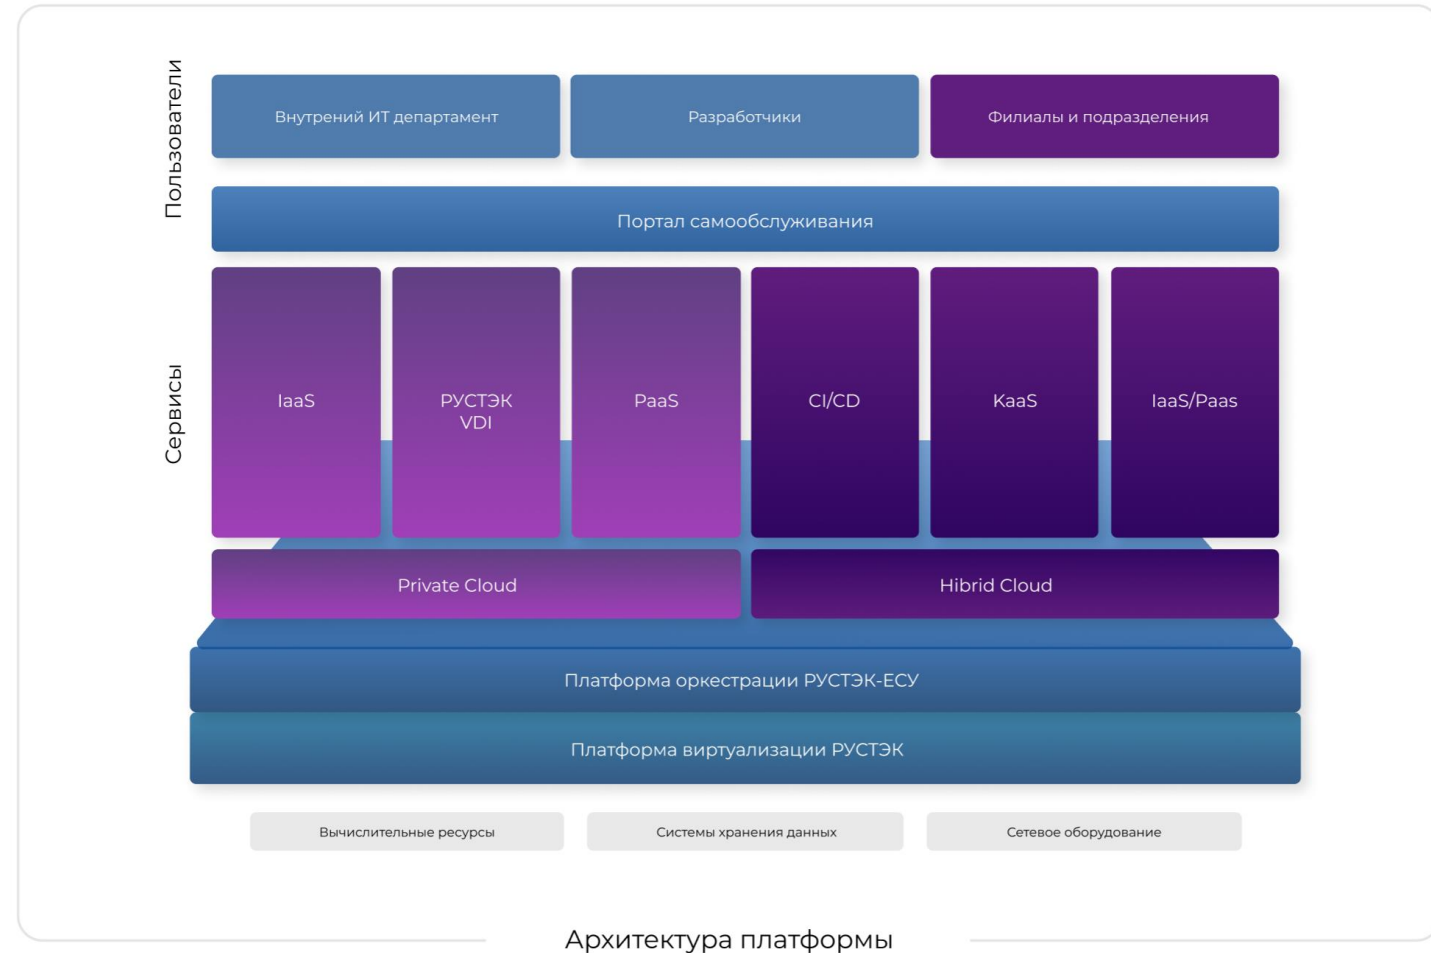 Пользователи
Внутрений ИТ департамент
Разработчики
Филиалы и подразделения
Портал самообслуживания
Сервисы
IaaS
РУСТЭК
VDI
PaaS
CI/CD
KaaS
IaaS/Paas
Private Cloud
Hibrid Cloud
Платформа оркестрации РУСТЭК-ЕСУ
Платформа виртуализации РУСТЭК
Вычислительные ресурсы
Системы хранения данных
Сетевое оборудование
Архитектура платформы